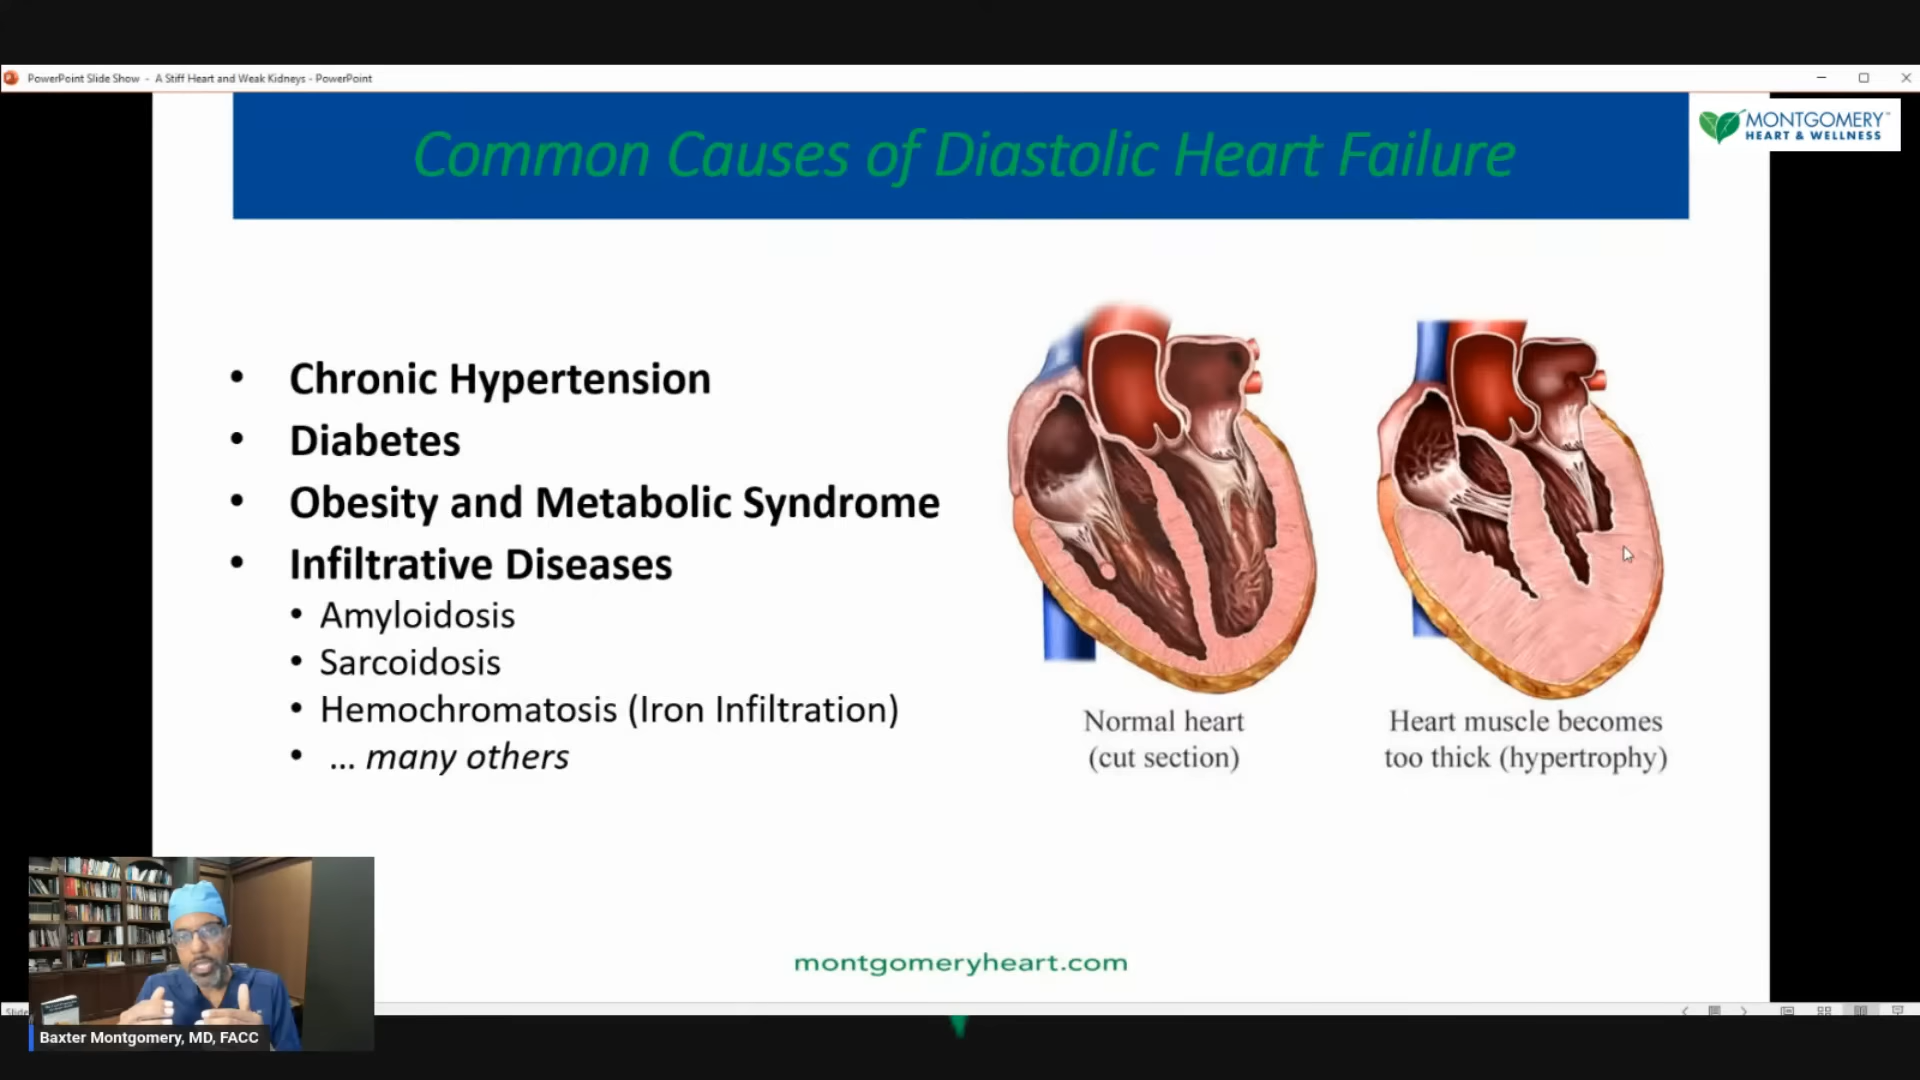 PowerPoint Slide Show - A Stiff Heart and Weak Kidneys - PowerPoint
Common Causes of Diastolic Heart Failure
MONTGOMERY™
HEART & WELLNESS
• Chronic Hypertension
• Diabetes
• Obesity and Metabolic Syndrome
• Infiltrative Diseases
• Amyloidosis
• Sarcoidosis
• Hemochromatosis (Iron Infiltration)
• ... many others
Normal heart
(cut section)
Heart muscle becomes
too thick (hypertrophy)
montgomeryheart.com
Slide
Baxter Montgomery, MD, FACC